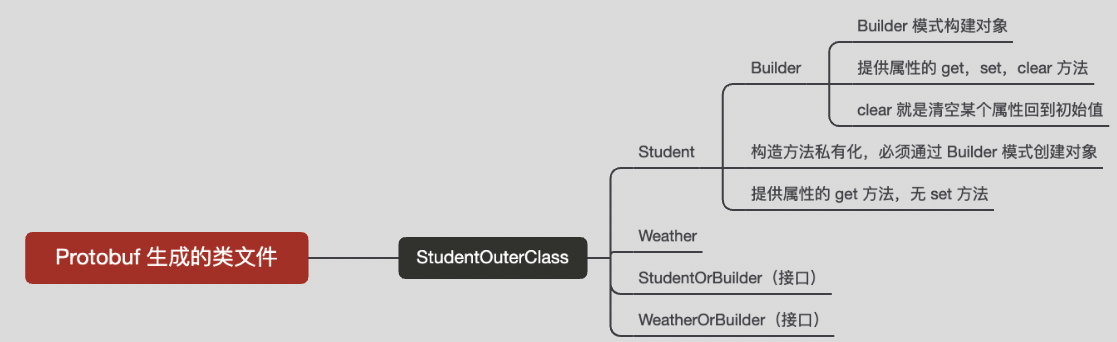 Protobuf 生成的类文件
StudentOuterClass
Student
Builder
Builder 模式构建对象
提供属性的 get，set，clear 方法
clear 就是清空某个属性回到初始值
构造方法私有化，必须通过 Builder 模式创建对象
提供属性的 get 方法，无 set 方法
Weather
StudentOrBuilder（接口）
WeatherOrBuilder（接口）